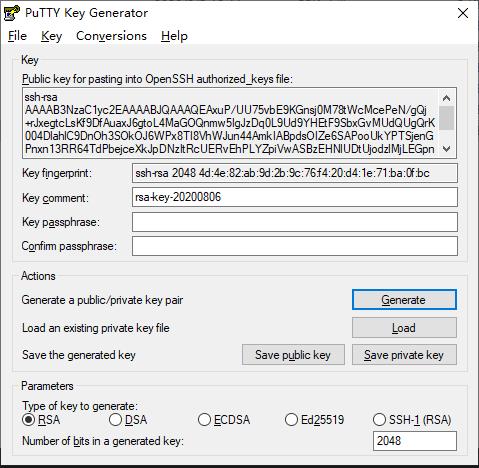 PuTTY Key Generator
File Key Conversions Help
Key
Public key for pasting into OpenSSH authorized_keys file:
ssh-rsa
AAAAB3NzaC1yc2EAAAABJQAAAQEAxuP/UU75vbE9KGnsj0M78tWcMcePeN/gQj
+rJxegtcLsKf9DfAuaxJ6gtoL4MaGOQnmw5IgJzDq0L9Ud9YHEtF9SbxGvMUdQUgQrK
004DlahlC9DnOh3SOkOJ6WPx8TI8VhWJun44AmkIABpdsOIZe6SAPooUkYPTSjenG
Pnxn13RR64TdPbejceXkJpDNzltRcUERvEhPLYZpiVwASBzEHNlUDtUjodzlMjLEGpn
Key fingerprint: ssh-rsa 2048 4d:4e:82:ab:9d:2b:9c:76:f4:20:d4:1e:71:ba:0f:bc
Key comment: rsa-key-20200806
Key passphrase:
Confirm passphrase:
Actions
Generate a public/private key pair Generate
Load an existing private key file Load
Save the generated key Save public key Save private key
Parameters
Type of key to generate:
RSA DSA ECDSA Ed25519 SSH-1 (RSA)
Number of bits in a generated key: 2048